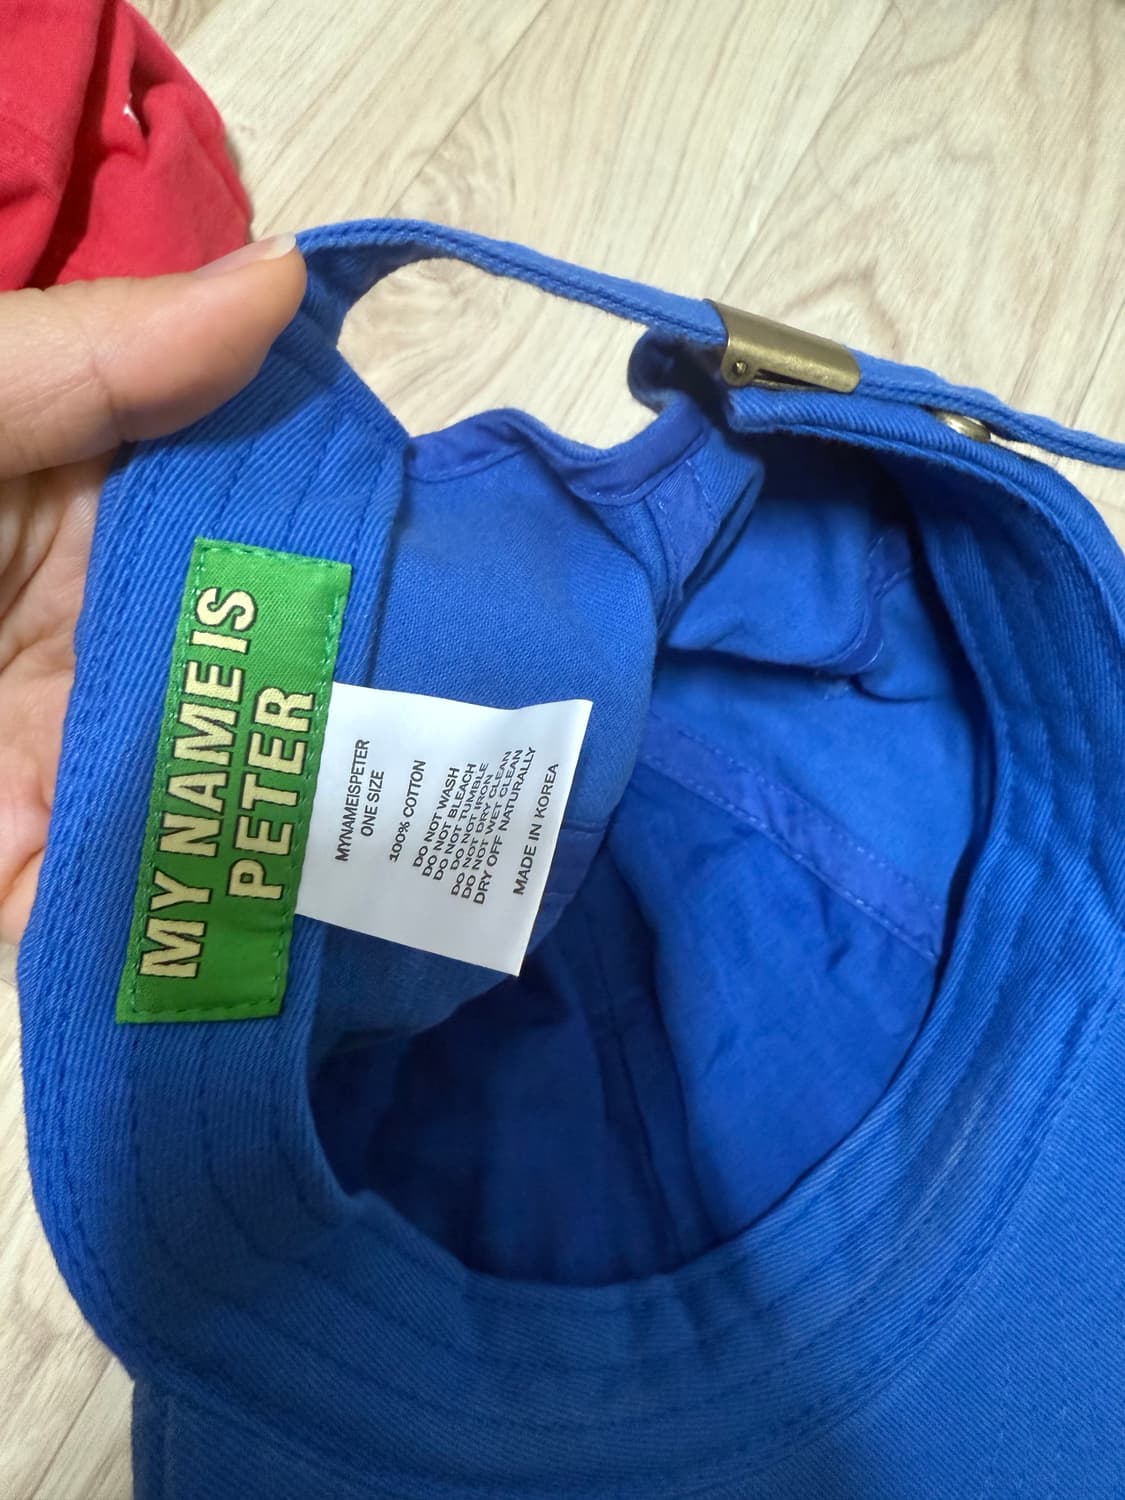 MY NAME IS
PETER
MYNAMEISPETER
ONE SIZE
100% COTTON
DO NOT WASH
DO NOT BLEACH
DO NOT TUMBLE
DO NOT IRON
DO NOT DRY CLEAN
DO NOT WET CLEAN
DRY OFF NATURALLY
MADE IN KOREA